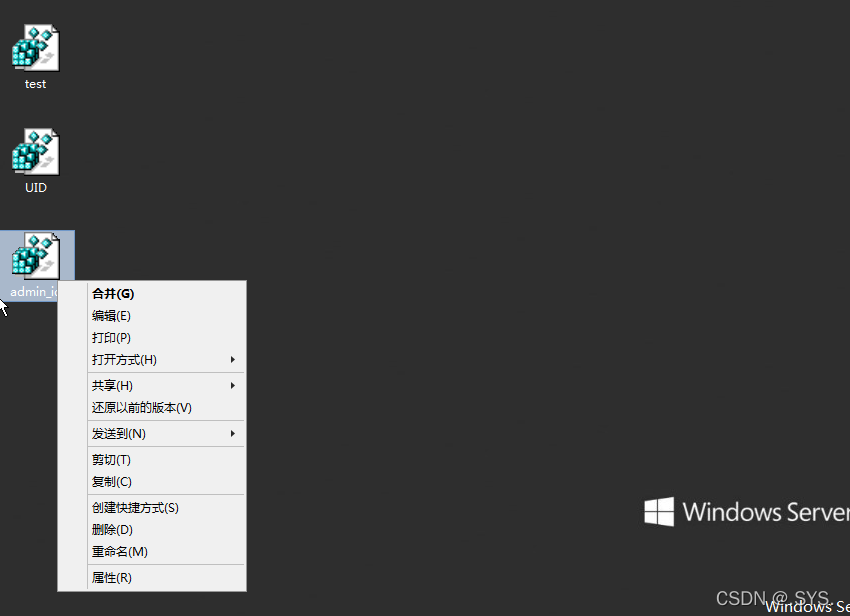 test
UID
admin_i
合并(G)
编辑(E)
打印(P)
打开方式(H)
共享(H)
还原以前的版本(V)
发送到(N)
剪切(T)
复制(C)
创建快捷方式(S)
删除(D)
重命名(M)
属性(R)
Windows Server
CSDN @ SYS.
Windows Se